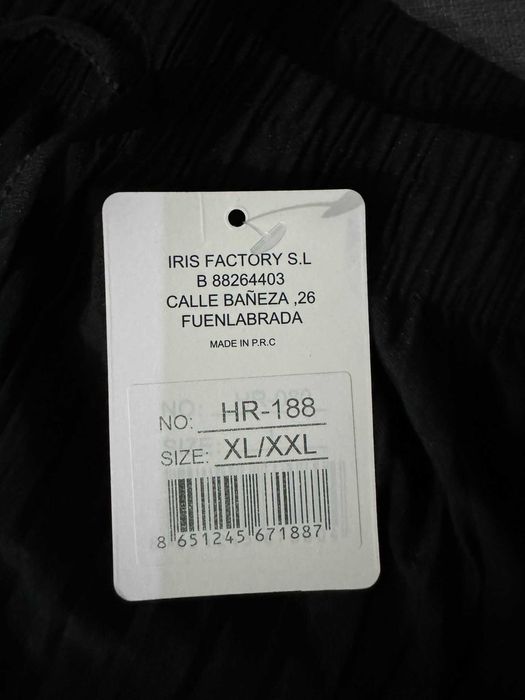 IRIS FACTORY S.L
B 88264403
CALLE BAÑEZA ,26
FUENLABRADA
MADE IN P.R.C
NO: HR-188
SIZE: XL/XXL
8 651245 671887